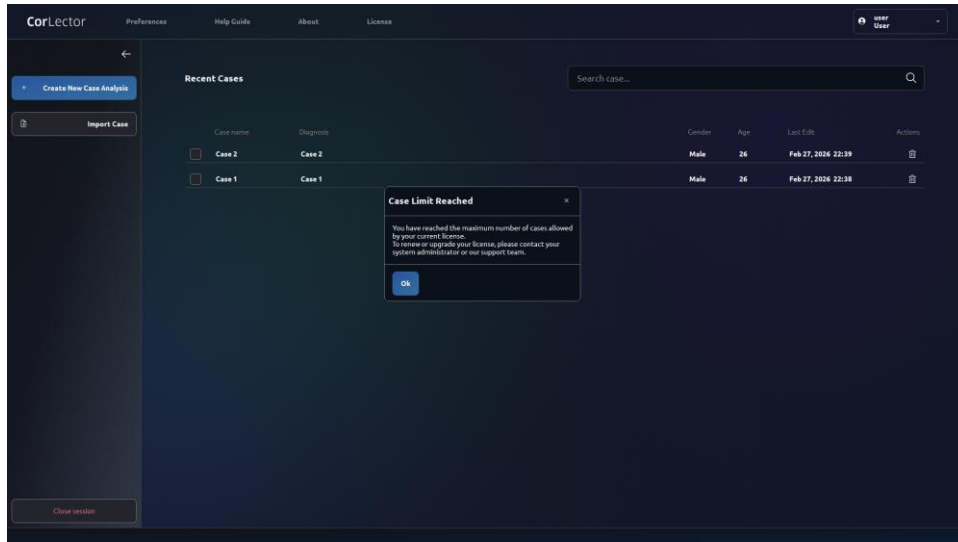 CorLector
Preferences
Help Guide
About
License
user
User
Create New Case Analysis
Import Case
Close session
Recent Cases
Search case...
Case name Diagnosis Gender Age Last Edit Actions
Case 2 Case 2 Male 26 Feb 27, 2026 22:39
Case 1 Case 1 Male 26 Feb 27, 2026 22:38
Case Limit Reached
You have reached the maximum number of cases allowed
by your current license.
To renew or upgrade your license, please contact your
system administrator or our support team.
Ok